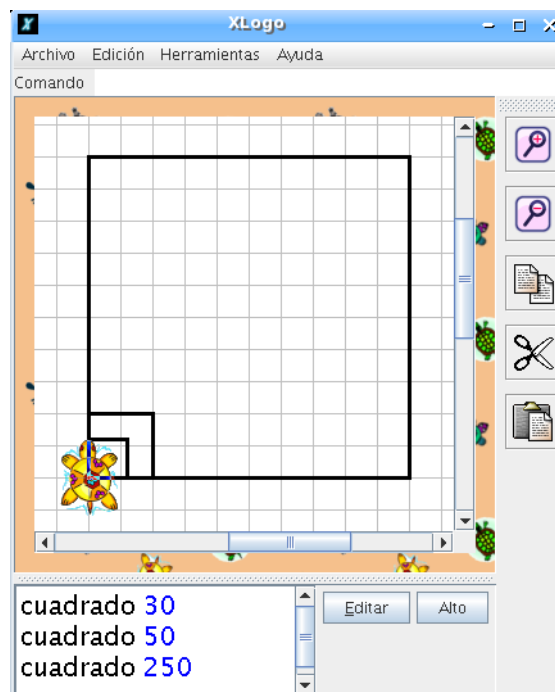 XLogo
Archivo Edición Herramientas Ayuda
Comando
cuadrado 30
cuadrado 50
cuadrado 250
Editar
Alto